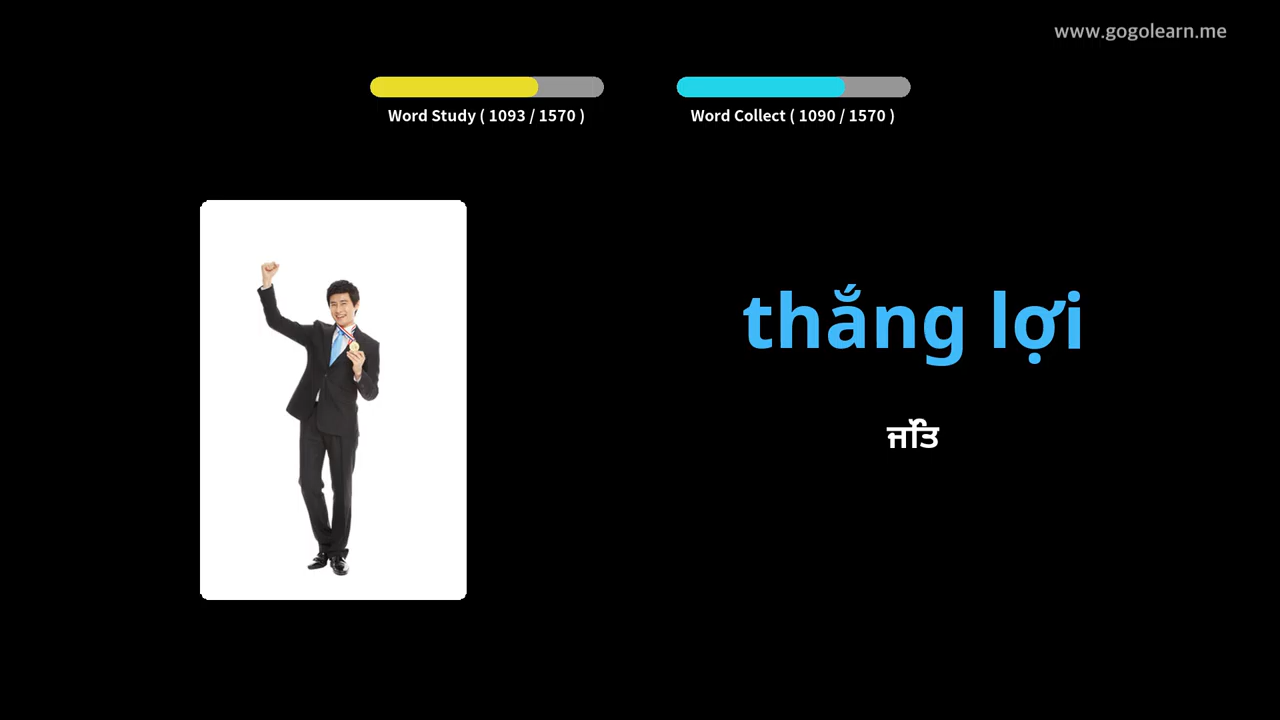 www.gogolearn.me
Word Study ( 1093 / 1570 )
Word Collect ( 1090 / 1570 )
thắng lợi
ਜਿੱਤ